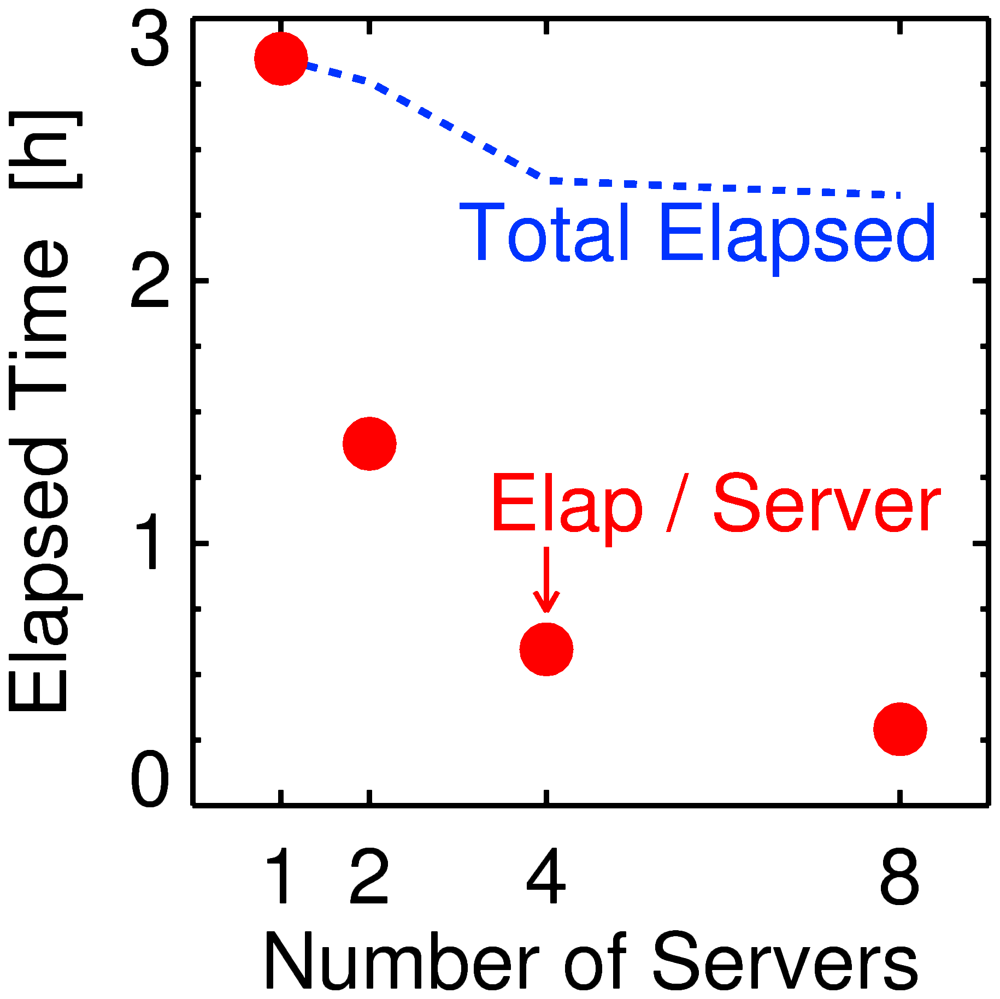 3
2
1
0
Elapsed Time [h]
Total Elapsed
Elap / Server
1 2 4 8
Number of Servers